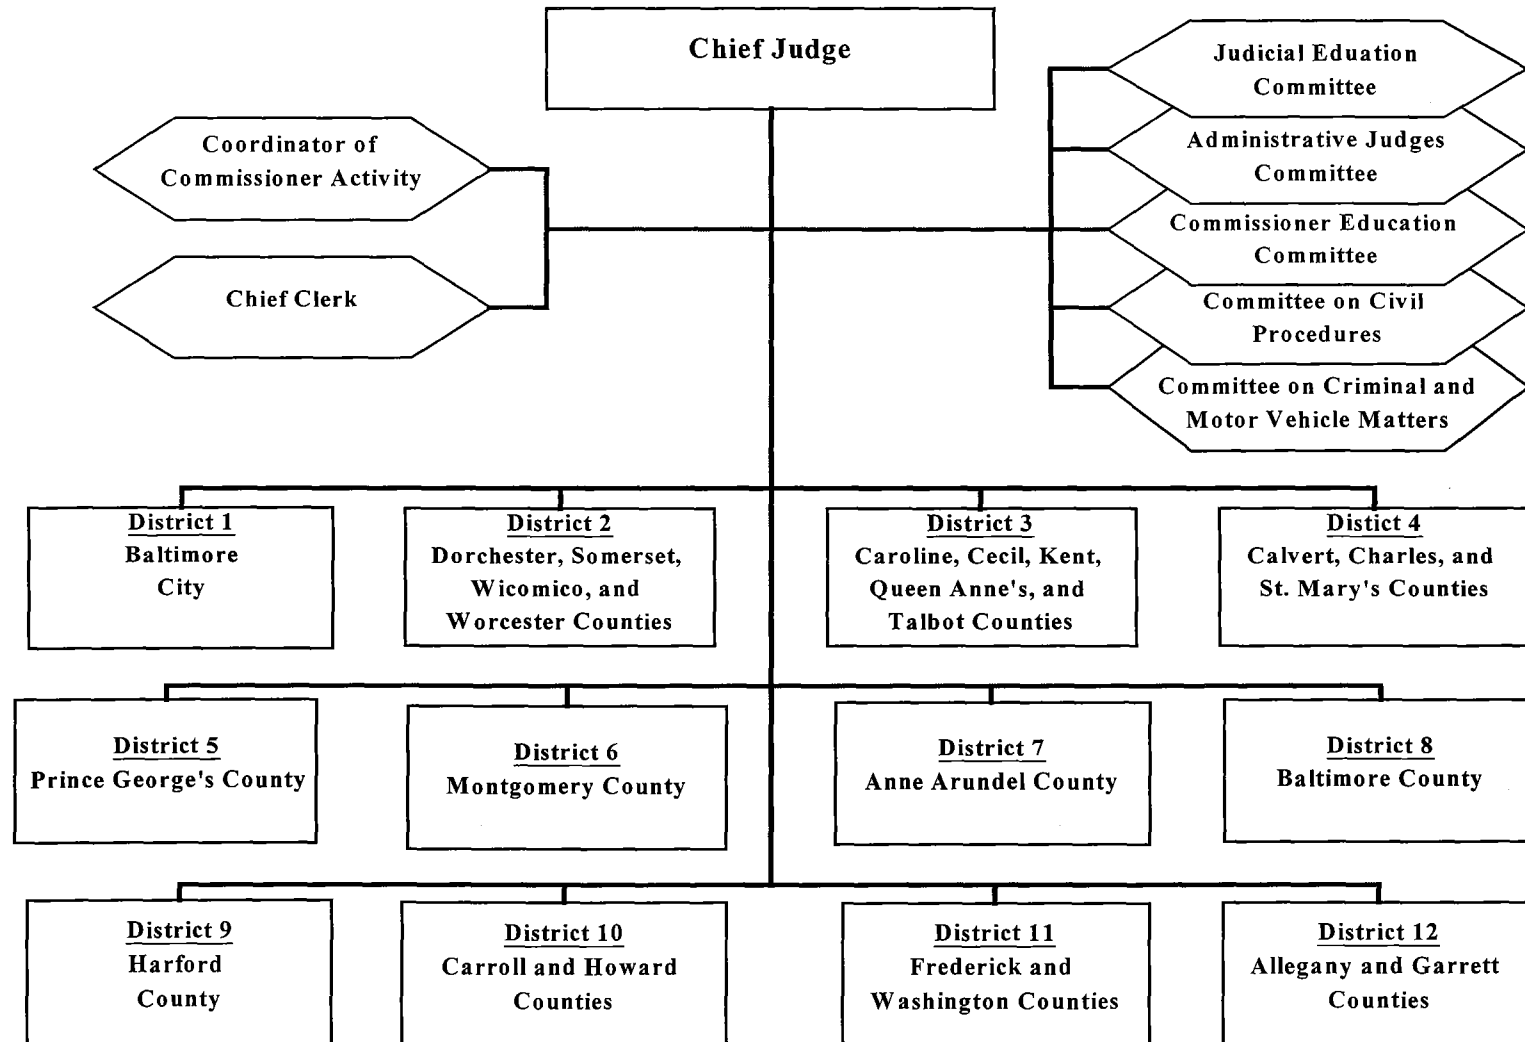 Chief Judge
Judicial Eduation
Committee
Administrative Judges
Committee
Commissioner Education
Committee
Committee on Civil
Procedures
Committee on Criminal and
Motor Vehicle Matters
Coordinator of
Commissioner Activity
Chief Clerk
District 1
Baltimore
City
District 2
Dorchester, Somerset,
Wicomico, and
Worcester Counties
District 3
Caroline, Cecil, Kent,
Queen Anne's, and
Talbot Counties
Distict 4
Calvert, Charles, and
St. Mary's Counties
District 5
Prince George's County
District 6
Montgomery County
District 7
Anne Arundel County
District 8
Baltimore County
District 9
Harford
County
District 10
Carroll and Howard
Counties
District 11
Frederick and
Washington Counties
District 12
Allegany and Garrett
Counties